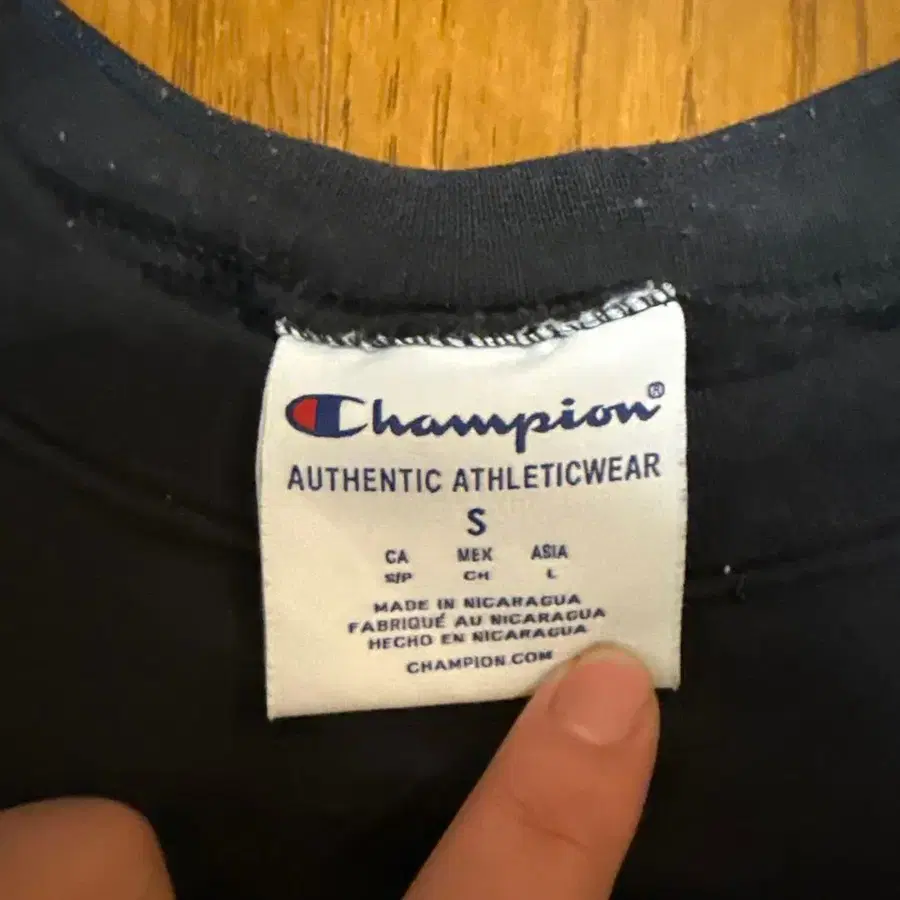 Champion®
AUTHENTIC ATHLETICWEAR
S
CA MEX ASIA
S/P CH L
MADE IN NICARAGUA
FABRIQUÉ AU NICARAGUA
HECHO EN NICARAGUA
CHAMPION.COM